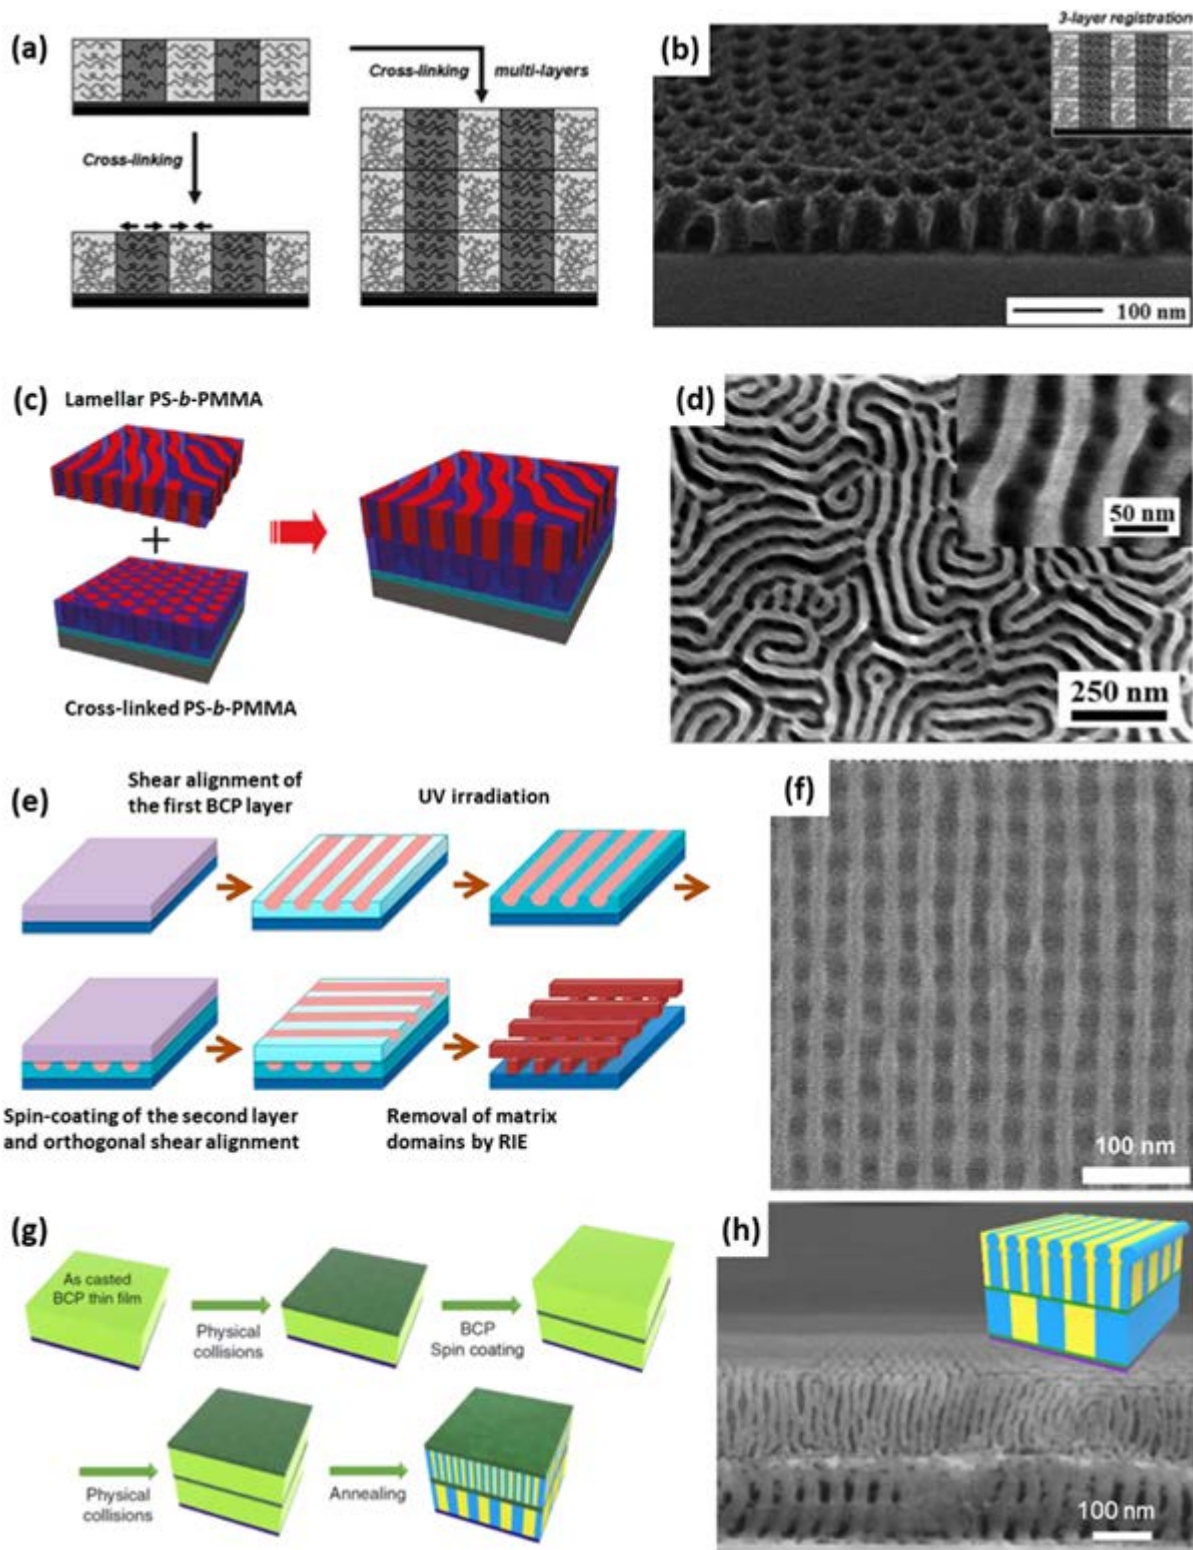 (a)
Cross-linking
Cross-linking
multi-layers
(b)
3-layer registration
100 nm
(c)
Lamellar PS-b-PMMA
+
Cross-linked PS-b-PMMA
(d)
50 nm
250 nm
(e)
Shear alignment of
the first BCP layer
UV irradiation
Spin-coating of the second layer
and orthogonal shear alignment
Removal of matrix
domains by RIE
(f)
100 nm
(g)
As casted
BCP thin film
Physical
collisions
BCP
Spin coating
Physical
collisions
Annealing
(h)
100 nm